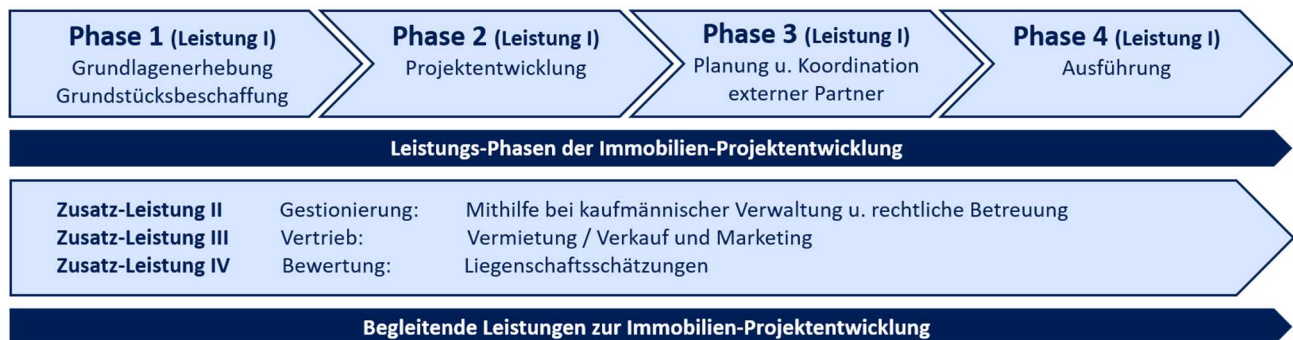 Phase 1 (Leistung I)
Grundlagenerhebung
Grundstücksbeschaffung
Phase 2 (Leistung I)
Projektentwicklung
Phase 3 (Leistung I)
Planung u. Koordination
externer Partner
Phase 4 (Leistung I)
Ausführung
Leistungs-Phasen der Immobilien-Projektentwicklung
Zusatz-Leistung II Gestionierung: Mithilfe bei kaufmännischer Verwaltung u. rechtliche Betreuung
Zusatz-Leistung III Vertrieb: Vermietung / Verkauf und Marketing
Zusatz-Leistung IV Bewertung: Liegenschaftsschätzungen
Begleitende Leistungen zur Immobilien-Projektentwicklung